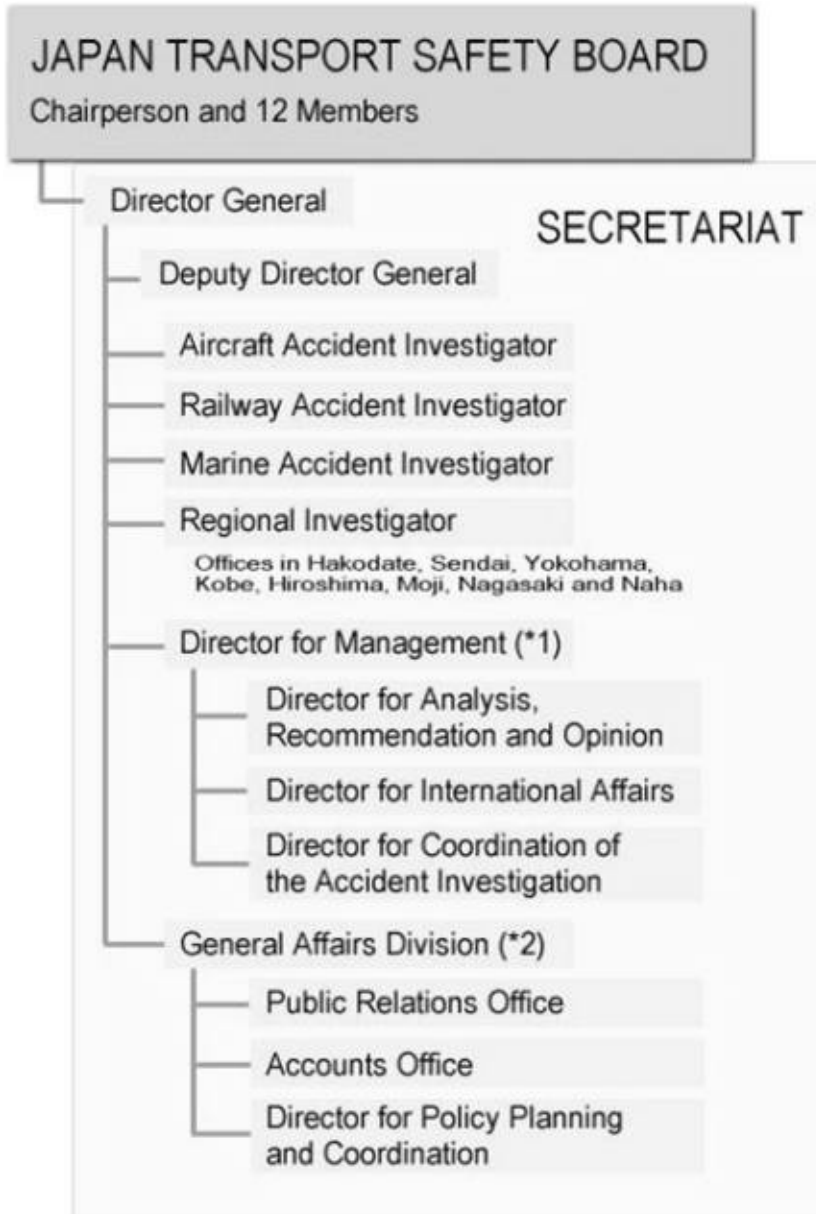 JAPAN TRANSPORT SAFETY BOARD
Chairperson and 12 Members
Director General
SECRETARIAT
Deputy Director General
Aircraft Accident Investigator
Railway Accident Investigator
Marine Accident Investigator
Regional Investigator
Offices in Hakodate, Sendai, Yokohama,
Kobe, Hiroshima, Moji, Nagasaki and Naha
Director for Management (*1)
Director for Analysis,
Recommendation and Opinion
Director for International Affairs
Director for Coordination of
the Accident Investigation
General Affairs Division (*2)
Public Relations Office
Accounts Office
Director for Policy Planning
and Coordination